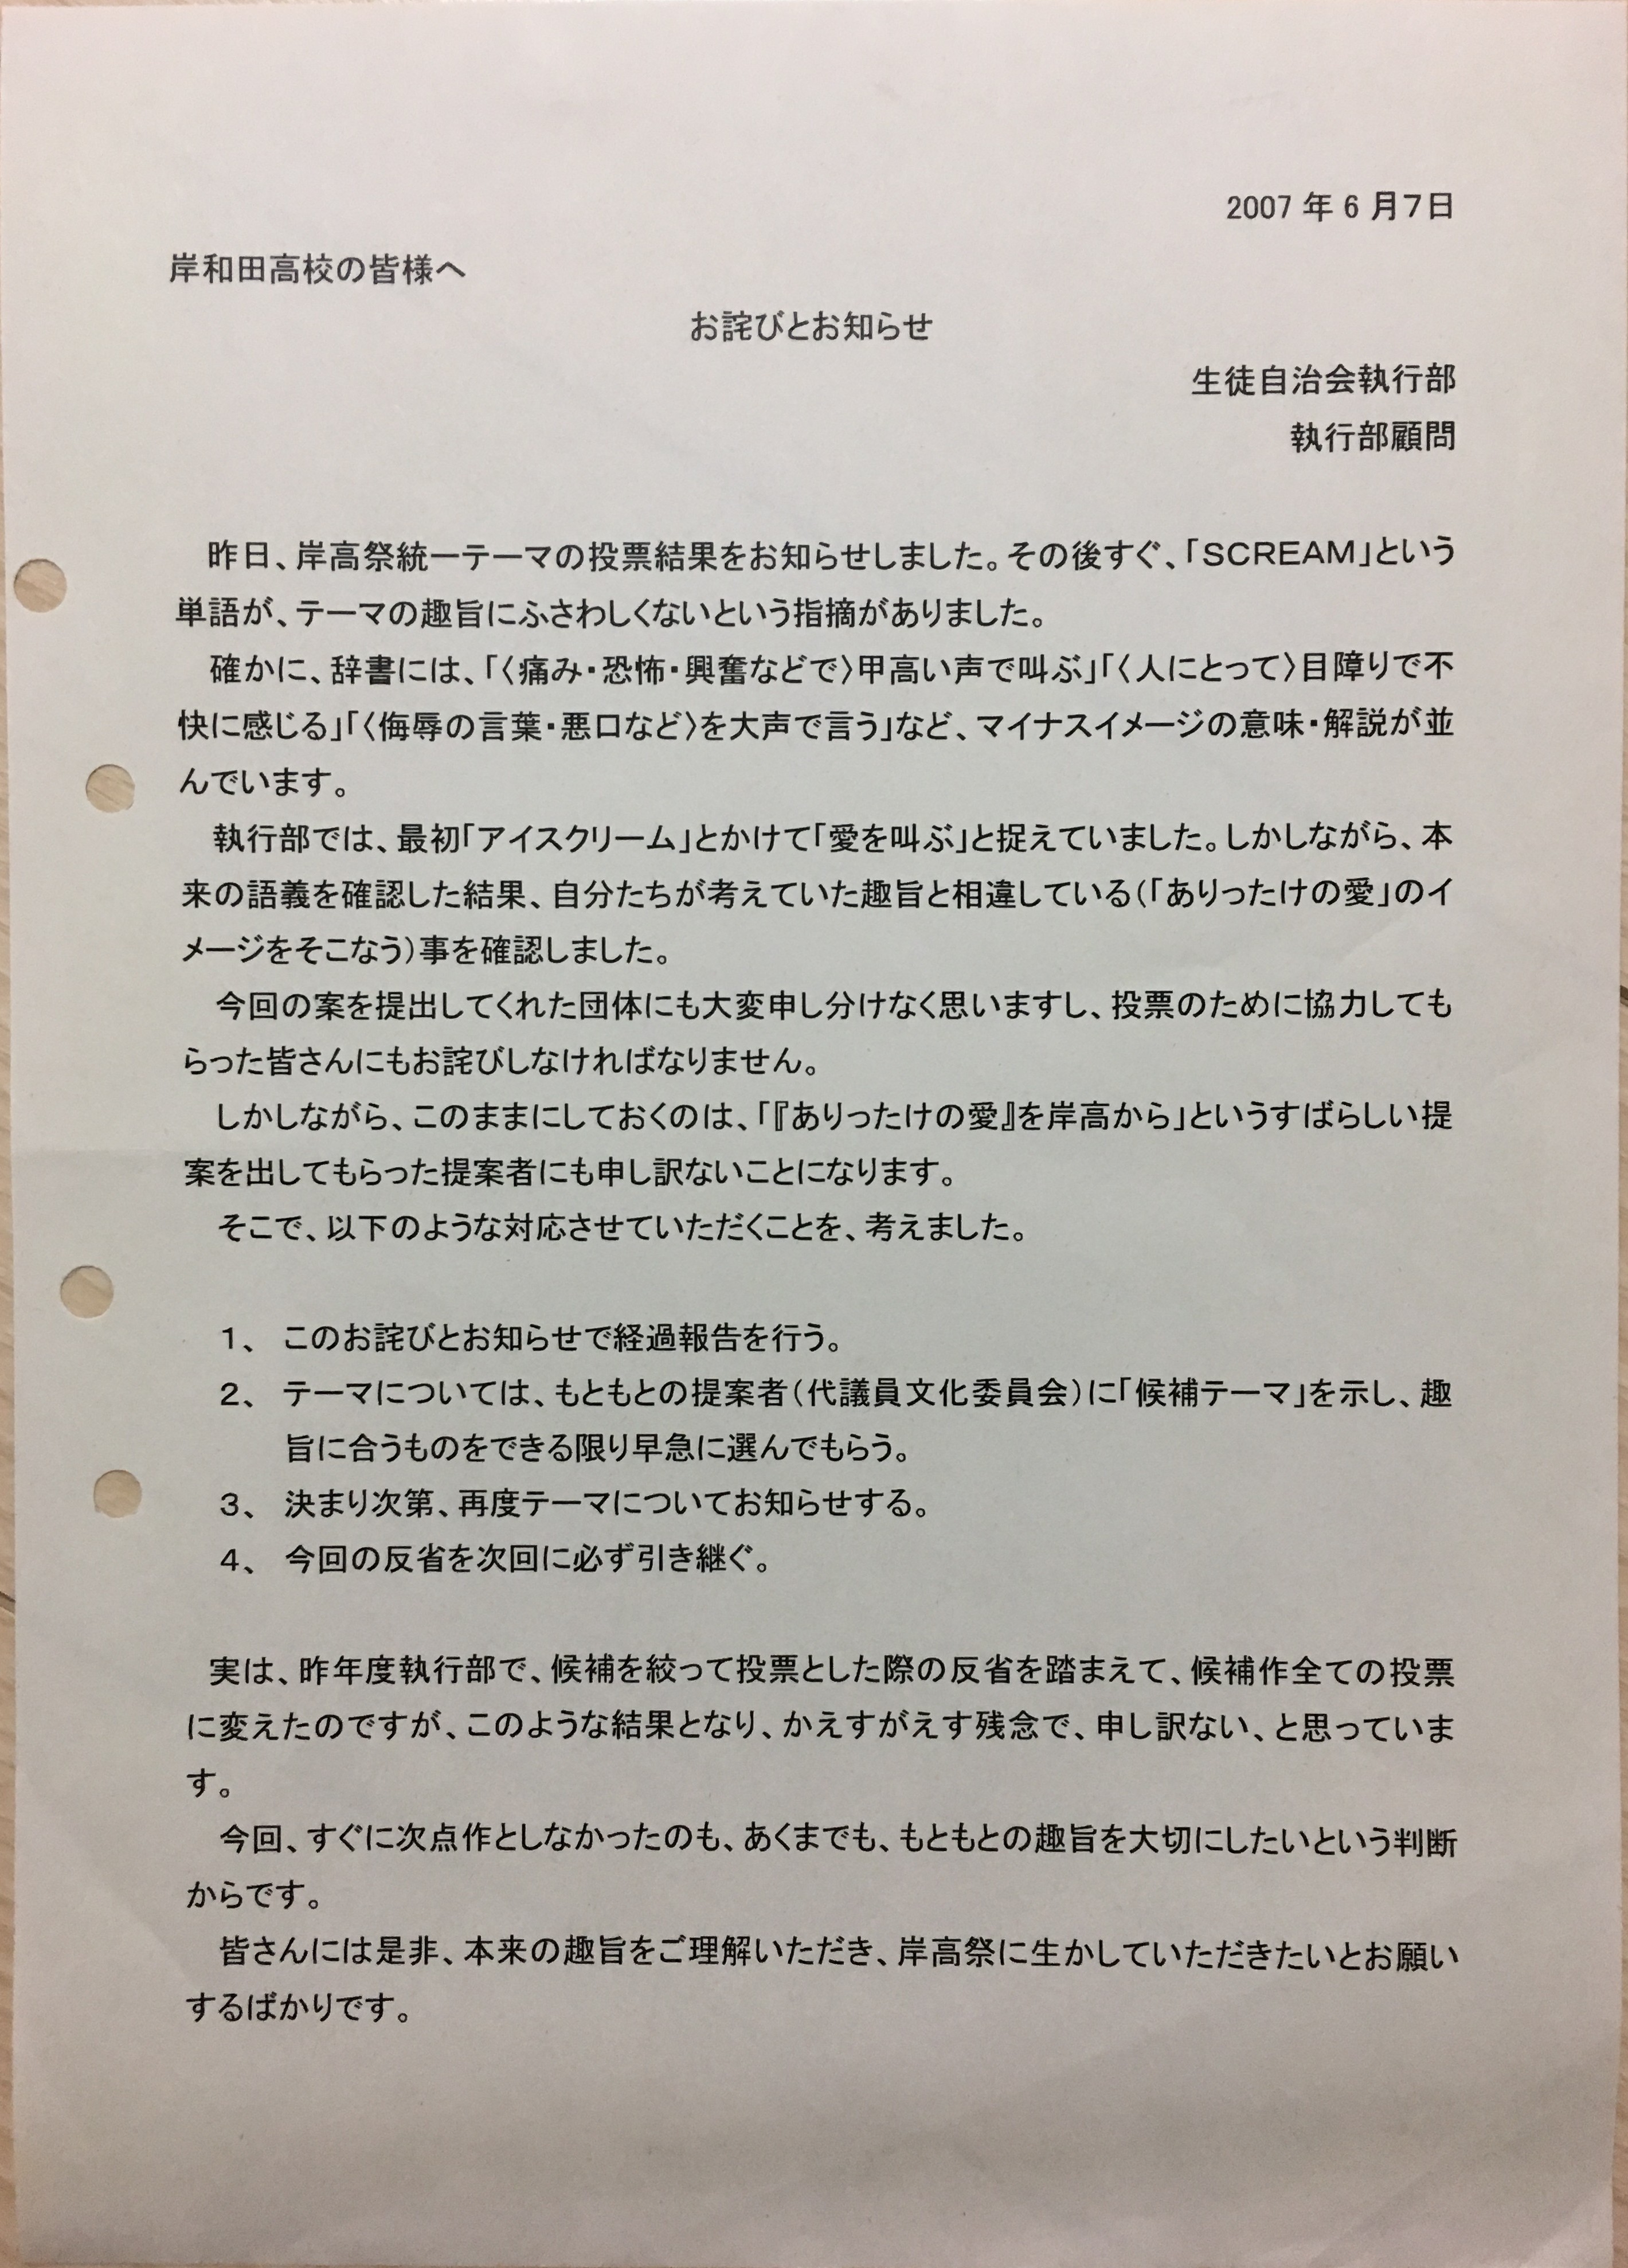 2007 年 6 月7日
岸和田高校の皆様へ
お詫びとお知らせ
生徒自治会執行部
執行部顧問
昨日、岸高祭統一テーマの投票結果をお知らせしました。その後すぐ、「SCREAM」という
単語が、テーマの趣旨にふさわしくないという指摘がありました。
確かに、辞書には、「〈痛み・恐怖・興奮などで〉甲高い声で叫ぶ」「〈人にとって〉目障りで不
快に感じる」「〈侮辱の言葉・悪口など〉を大声で言う」など、マイナスイメージの意味・解説が並
んでいます。
執行部では、最初「アイスクリーム」とかけて「愛を叫ぶ」と捉えていました。しかしながら、本
来の語義を確認した結果、自分たちが考えていた趣旨と相違している(「ありったけの愛」のイ
メージをそこなう)事を確認しました。
今回の案を提出してくれた団体にも大変申し分けなく思いますし、投票のために協力しても
らった皆さんにもお詫びしなければなりません。
しかしながら、このままにしておくのは、「『ありったけの愛』を岸高から」というすばらしい提
案を出してもらった提案者にも申し訳ないことになります。
そこで、以下のような対応させていただくことを、考えました。
1、 このお詫びとお知らせで経過報告を行う。
2、 テーマについては、もともとの提案者(代議員文化委員会)に「候補テーマ」を示し、趣
旨に合うものをできる限り早急に選んでもらう。
3、 決まり次第、再度テーマについてお知らせする。
4、 今回の反省を次回に必ず引き継ぐ。
実は、昨年度執行部で、候補を絞って投票とした際の反省を踏まえて、候補作全ての投票
に変えたのですが、このような結果となり、かえすがえす残念で、申し訳ない、と思っていま
す。
今回、すぐに次点作としなかったのも、あくまでも、もともとの趣旨を大切にしたいという判断
からです。
皆さんには是非、本来の趣旨をご理解いただき、岸高祭に生かしていただきたいとお願い
するばかりです。